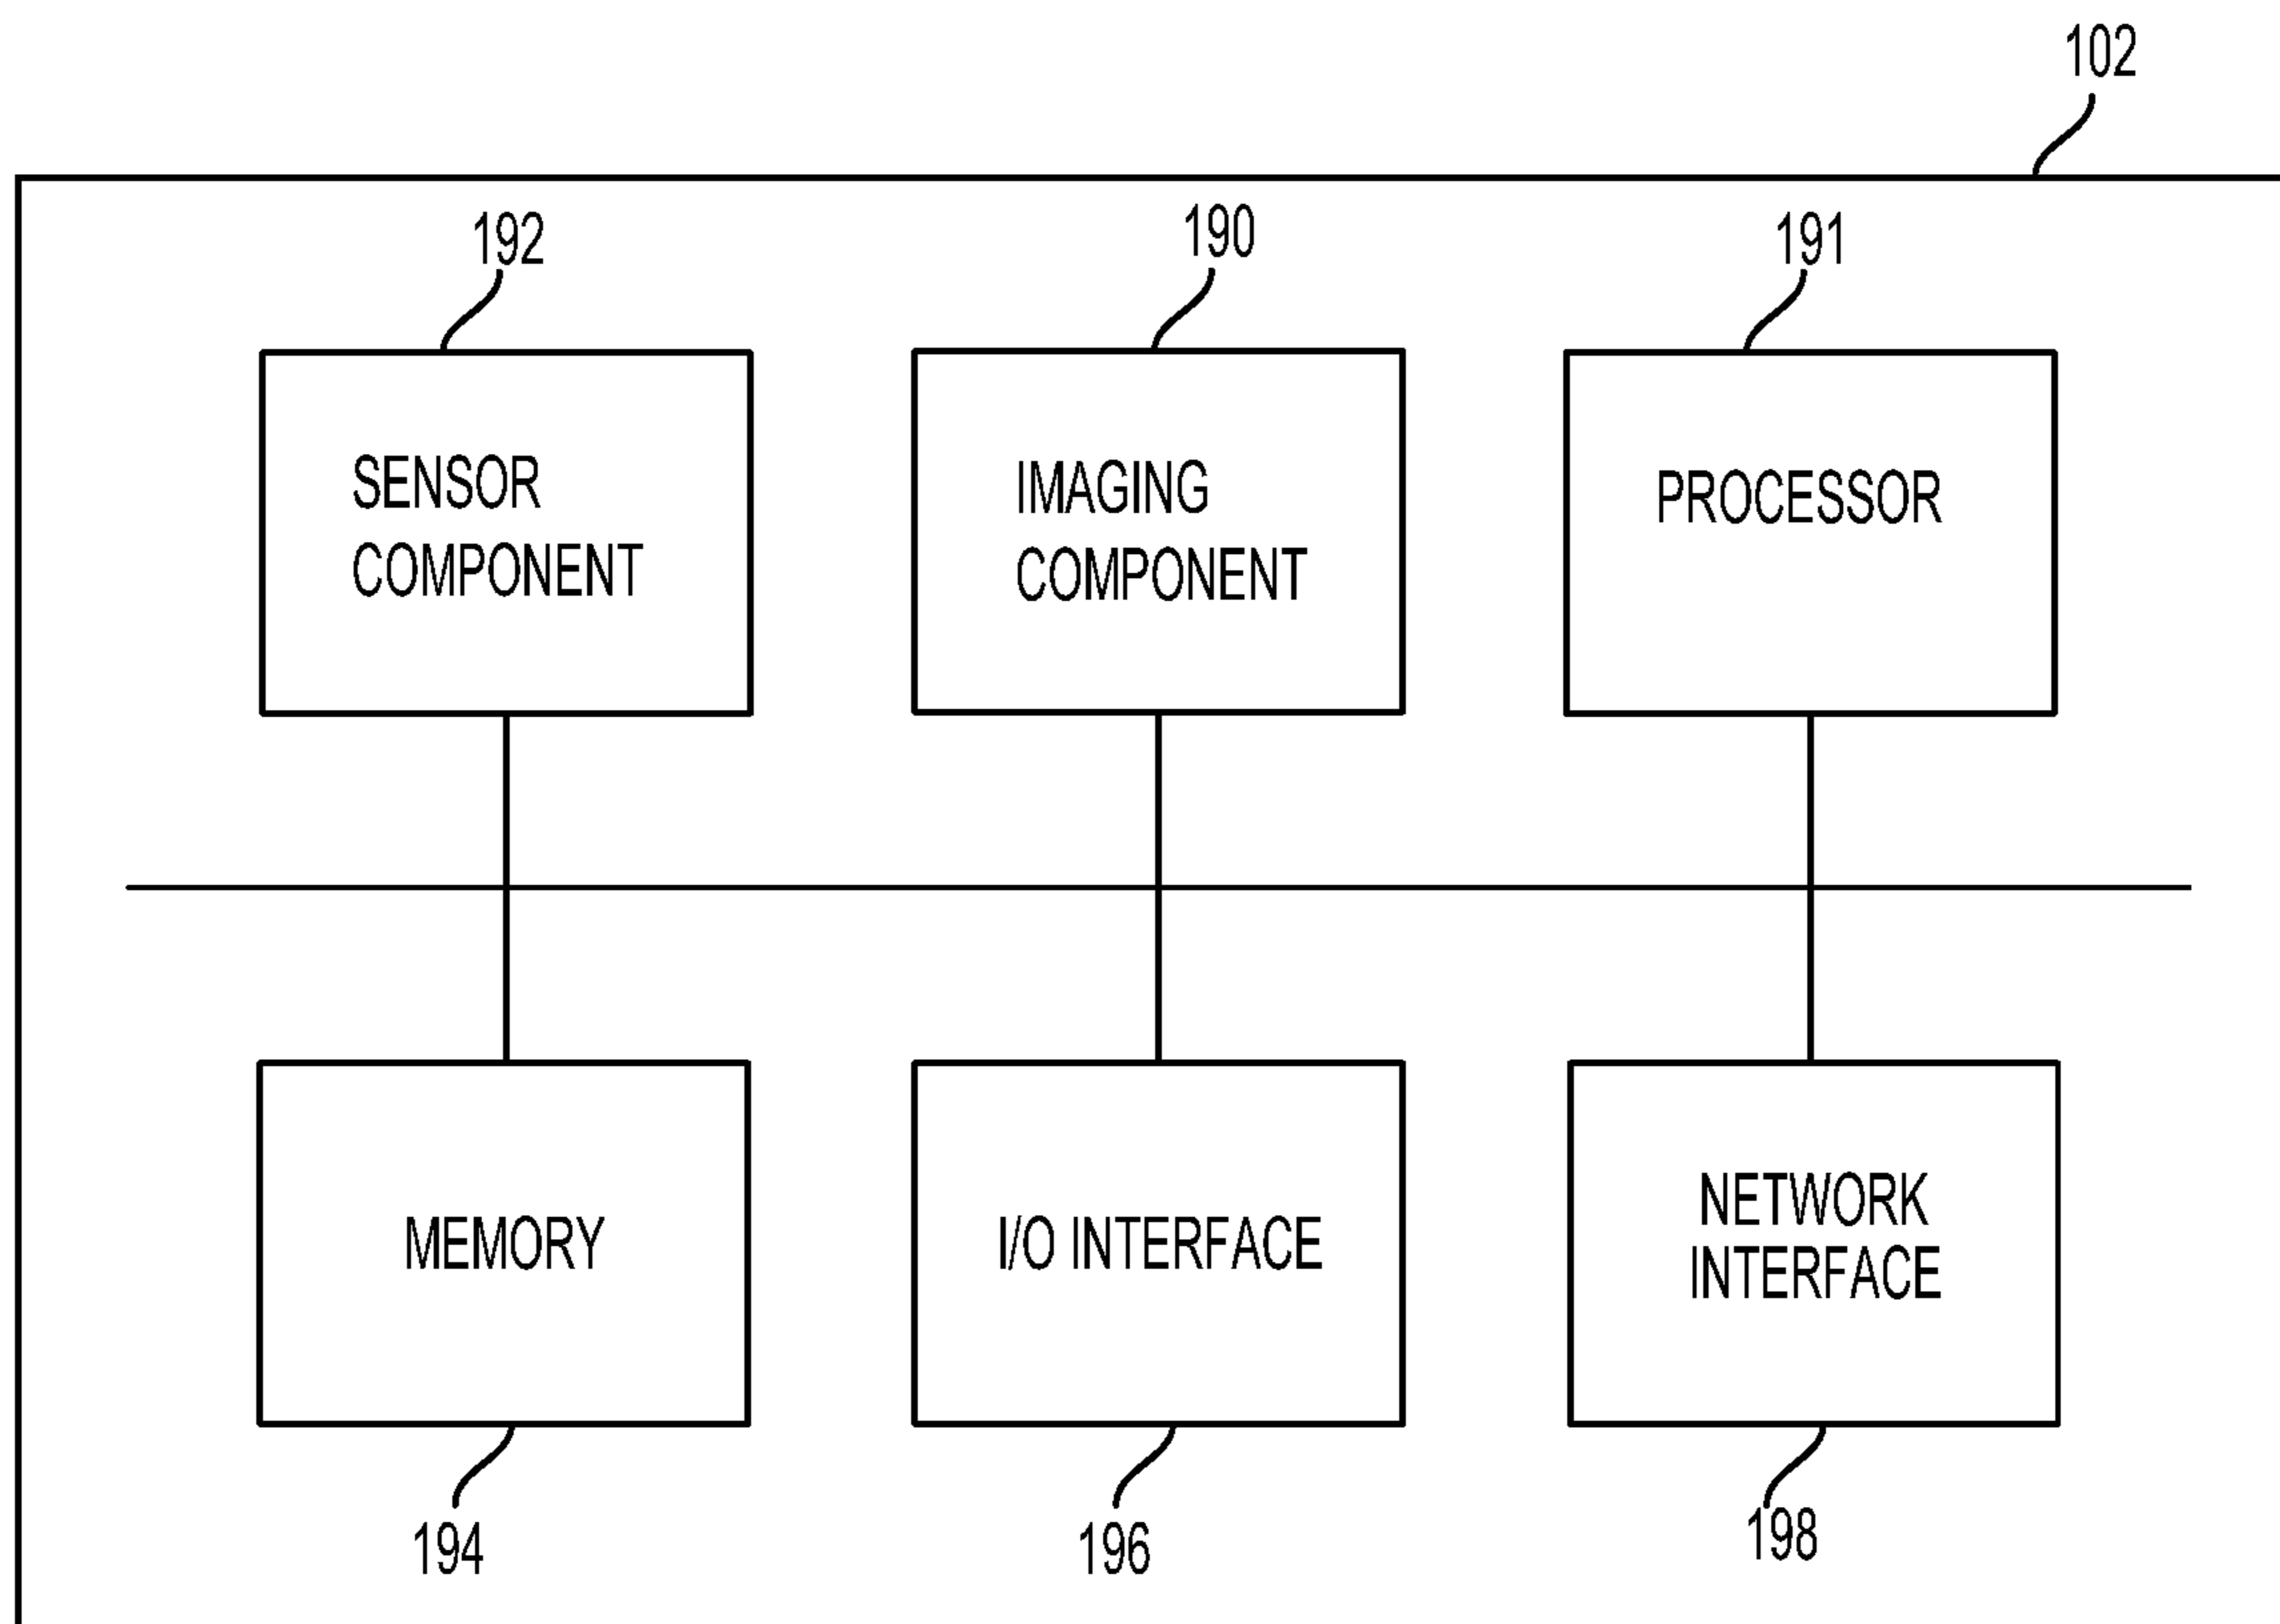 102
192
190
191
SENSOR
COMPONENT
IMAGING
COMPONENT
PROCESSOR
MEMORY
I/O INTERFACE
NETWORK
INTERFACE
194
196
198